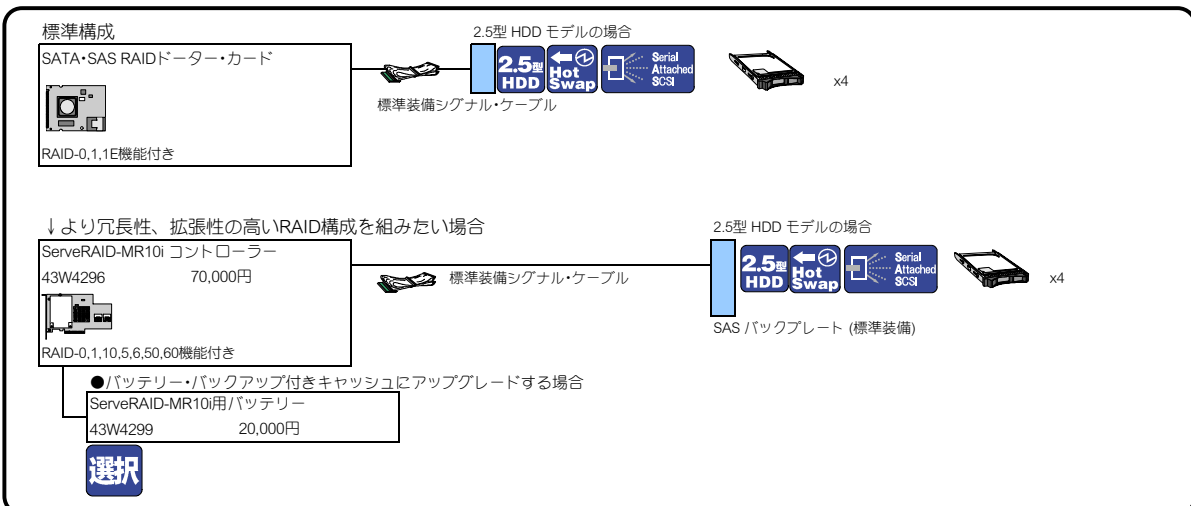 標準構成
SATA・SAS RAIDドーター・カード
RAID-0,1,1E機能付き
標準装備シグナル・ケーブル
2.5型 HDD モデルの場合
2.5型
HDD
Hot
Swap
Serial
Attached
SCSI
x4
↓より冗長性、拡張性の高いRAID構成を組みたい場合
ServeRAID-MR10i コントローラー
43W4296 70,000円
RAID-0,1,10,5,6,50,60機能付き
標準装備シグナル・ケーブル
2.5型 HDD モデルの場合
2.5型
HDD
Hot
Swap
Serial
Attached
SCSI
x4
SAS バックプレート (標準装備)
●バッテリー・バックアップ付きキャッシュにアップグレードする場合
ServeRAID-MR10i用バッテリー
43W4299 20,000円
選択